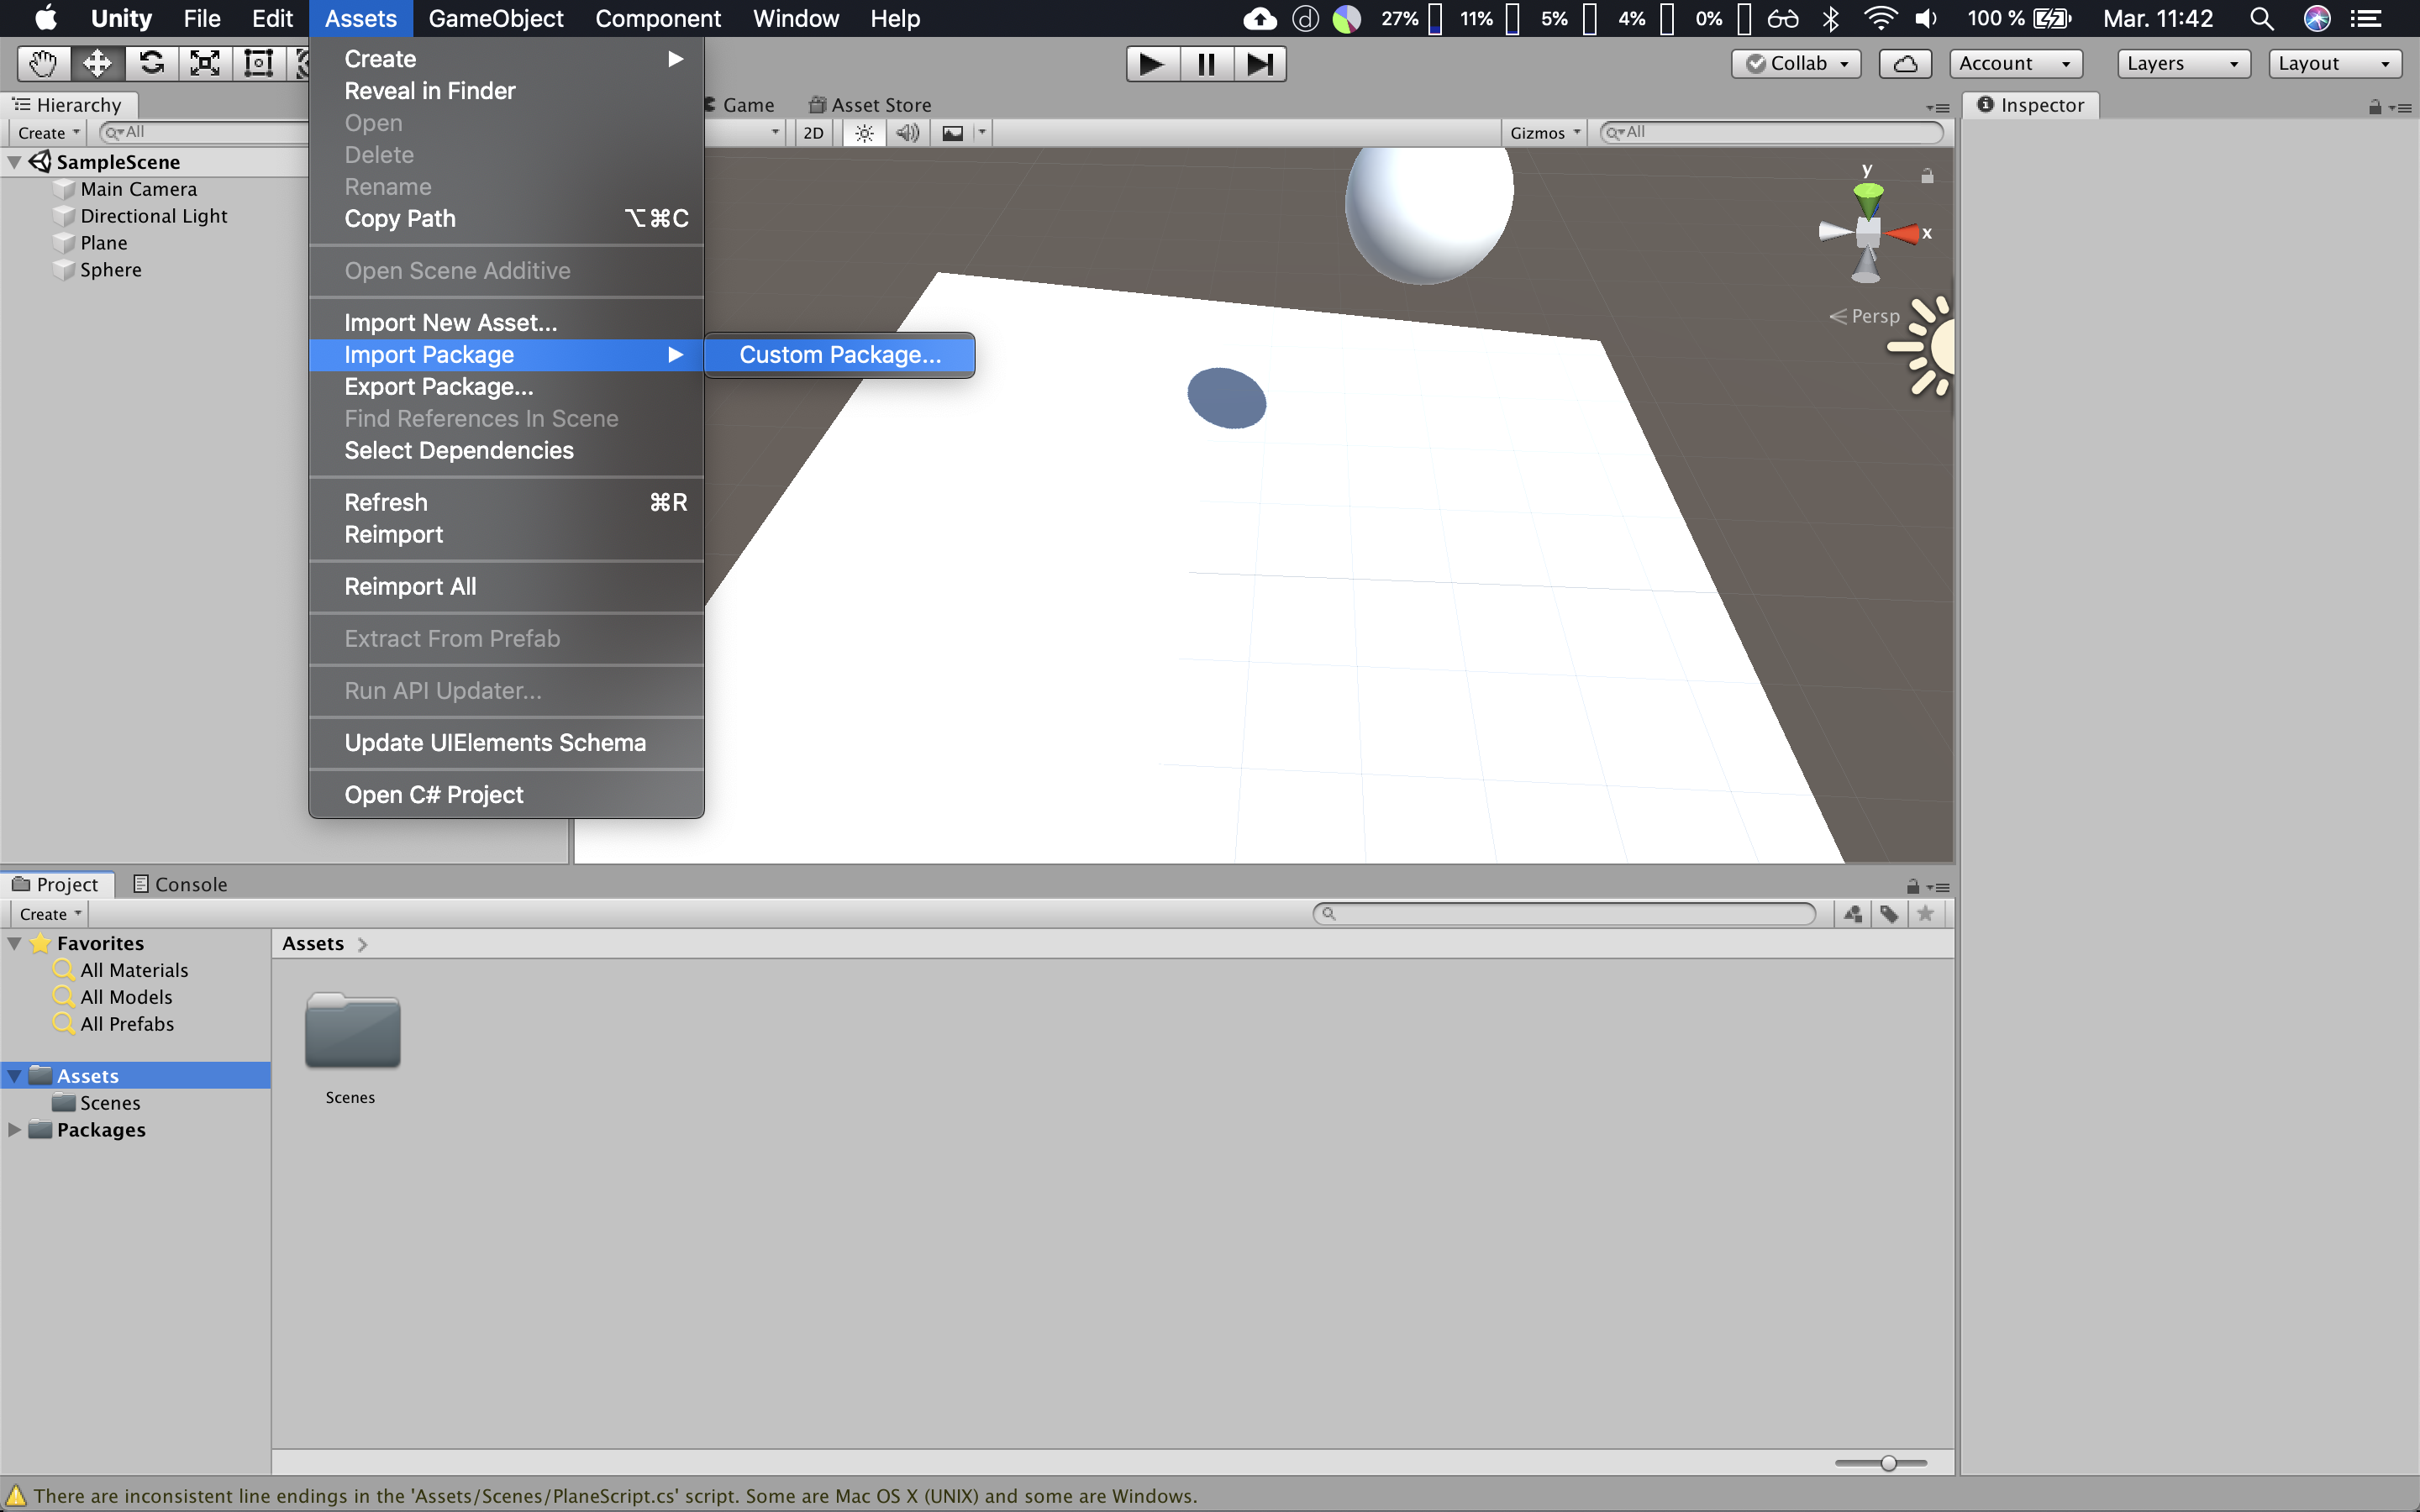 Unity File Edit Assets GameObject Component Window Help 27% 11% 5% 4% 0% 100 % Mar. 11:42
Collab Account Layers Layout
Hierarchy
Create All
SampleScene
Main Camera
Directional Light
Plane
Sphere
Create
Reveal in Finder
Open
Delete
Rename
Copy Path ⌥⌘C
Open Scene Additive
Import New Asset...
Import Package
Custom Package...
Export Package...
Find References In Scene
Select Dependencies
Refresh ⌘R
Reimport
Reimport All
Extract From Prefab
Run API Updater...
Update UIElements Schema
Open C# Project
Game Asset Store
2D Gizmos All
y
x
Persp
Inspector
Project Console
Create
Favorites
All Materials
All Models
All Prefabs
Assets
Scenes
Packages
Assets
Scenes
There are inconsistent line endings in the 'Assets/Scenes/PlaneScript.cs' script. Some are Mac OS X (UNIX) and some are Windows.